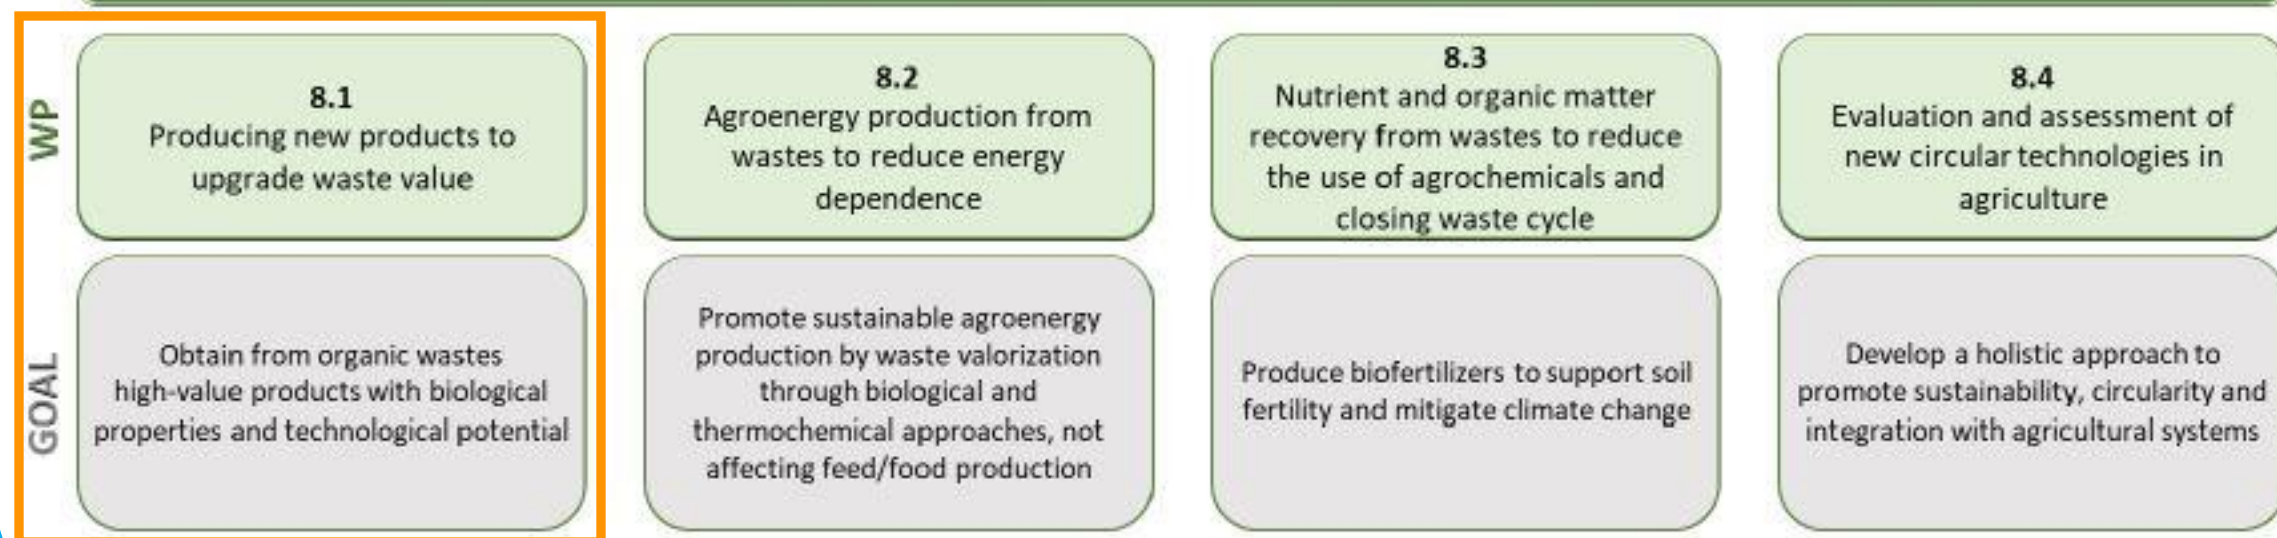 WP
8.1
Producing new products to
upgrade waste value
8.2
Agroenergy production from
wastes to reduce energy
dependence
8.3
Nutrient and organic matter
recovery from wastes to reduce
the use of agrochemicals and
closing waste cycle
8.4
Evaluation and assessment of
new circular technologies in
agriculture
GOAL
Obtain from organic wastes
high-value products with biological
properties and technological potential
Promote sustainable agroenergy
production by waste valorization
through biological and
thermochemical approaches, not
affecting feed/food production
Produce biofertilizers to support soil
fertility and mitigate climate change
Develop a holistic approach to
promote sustainability, circularity and
integration with agricultural systems